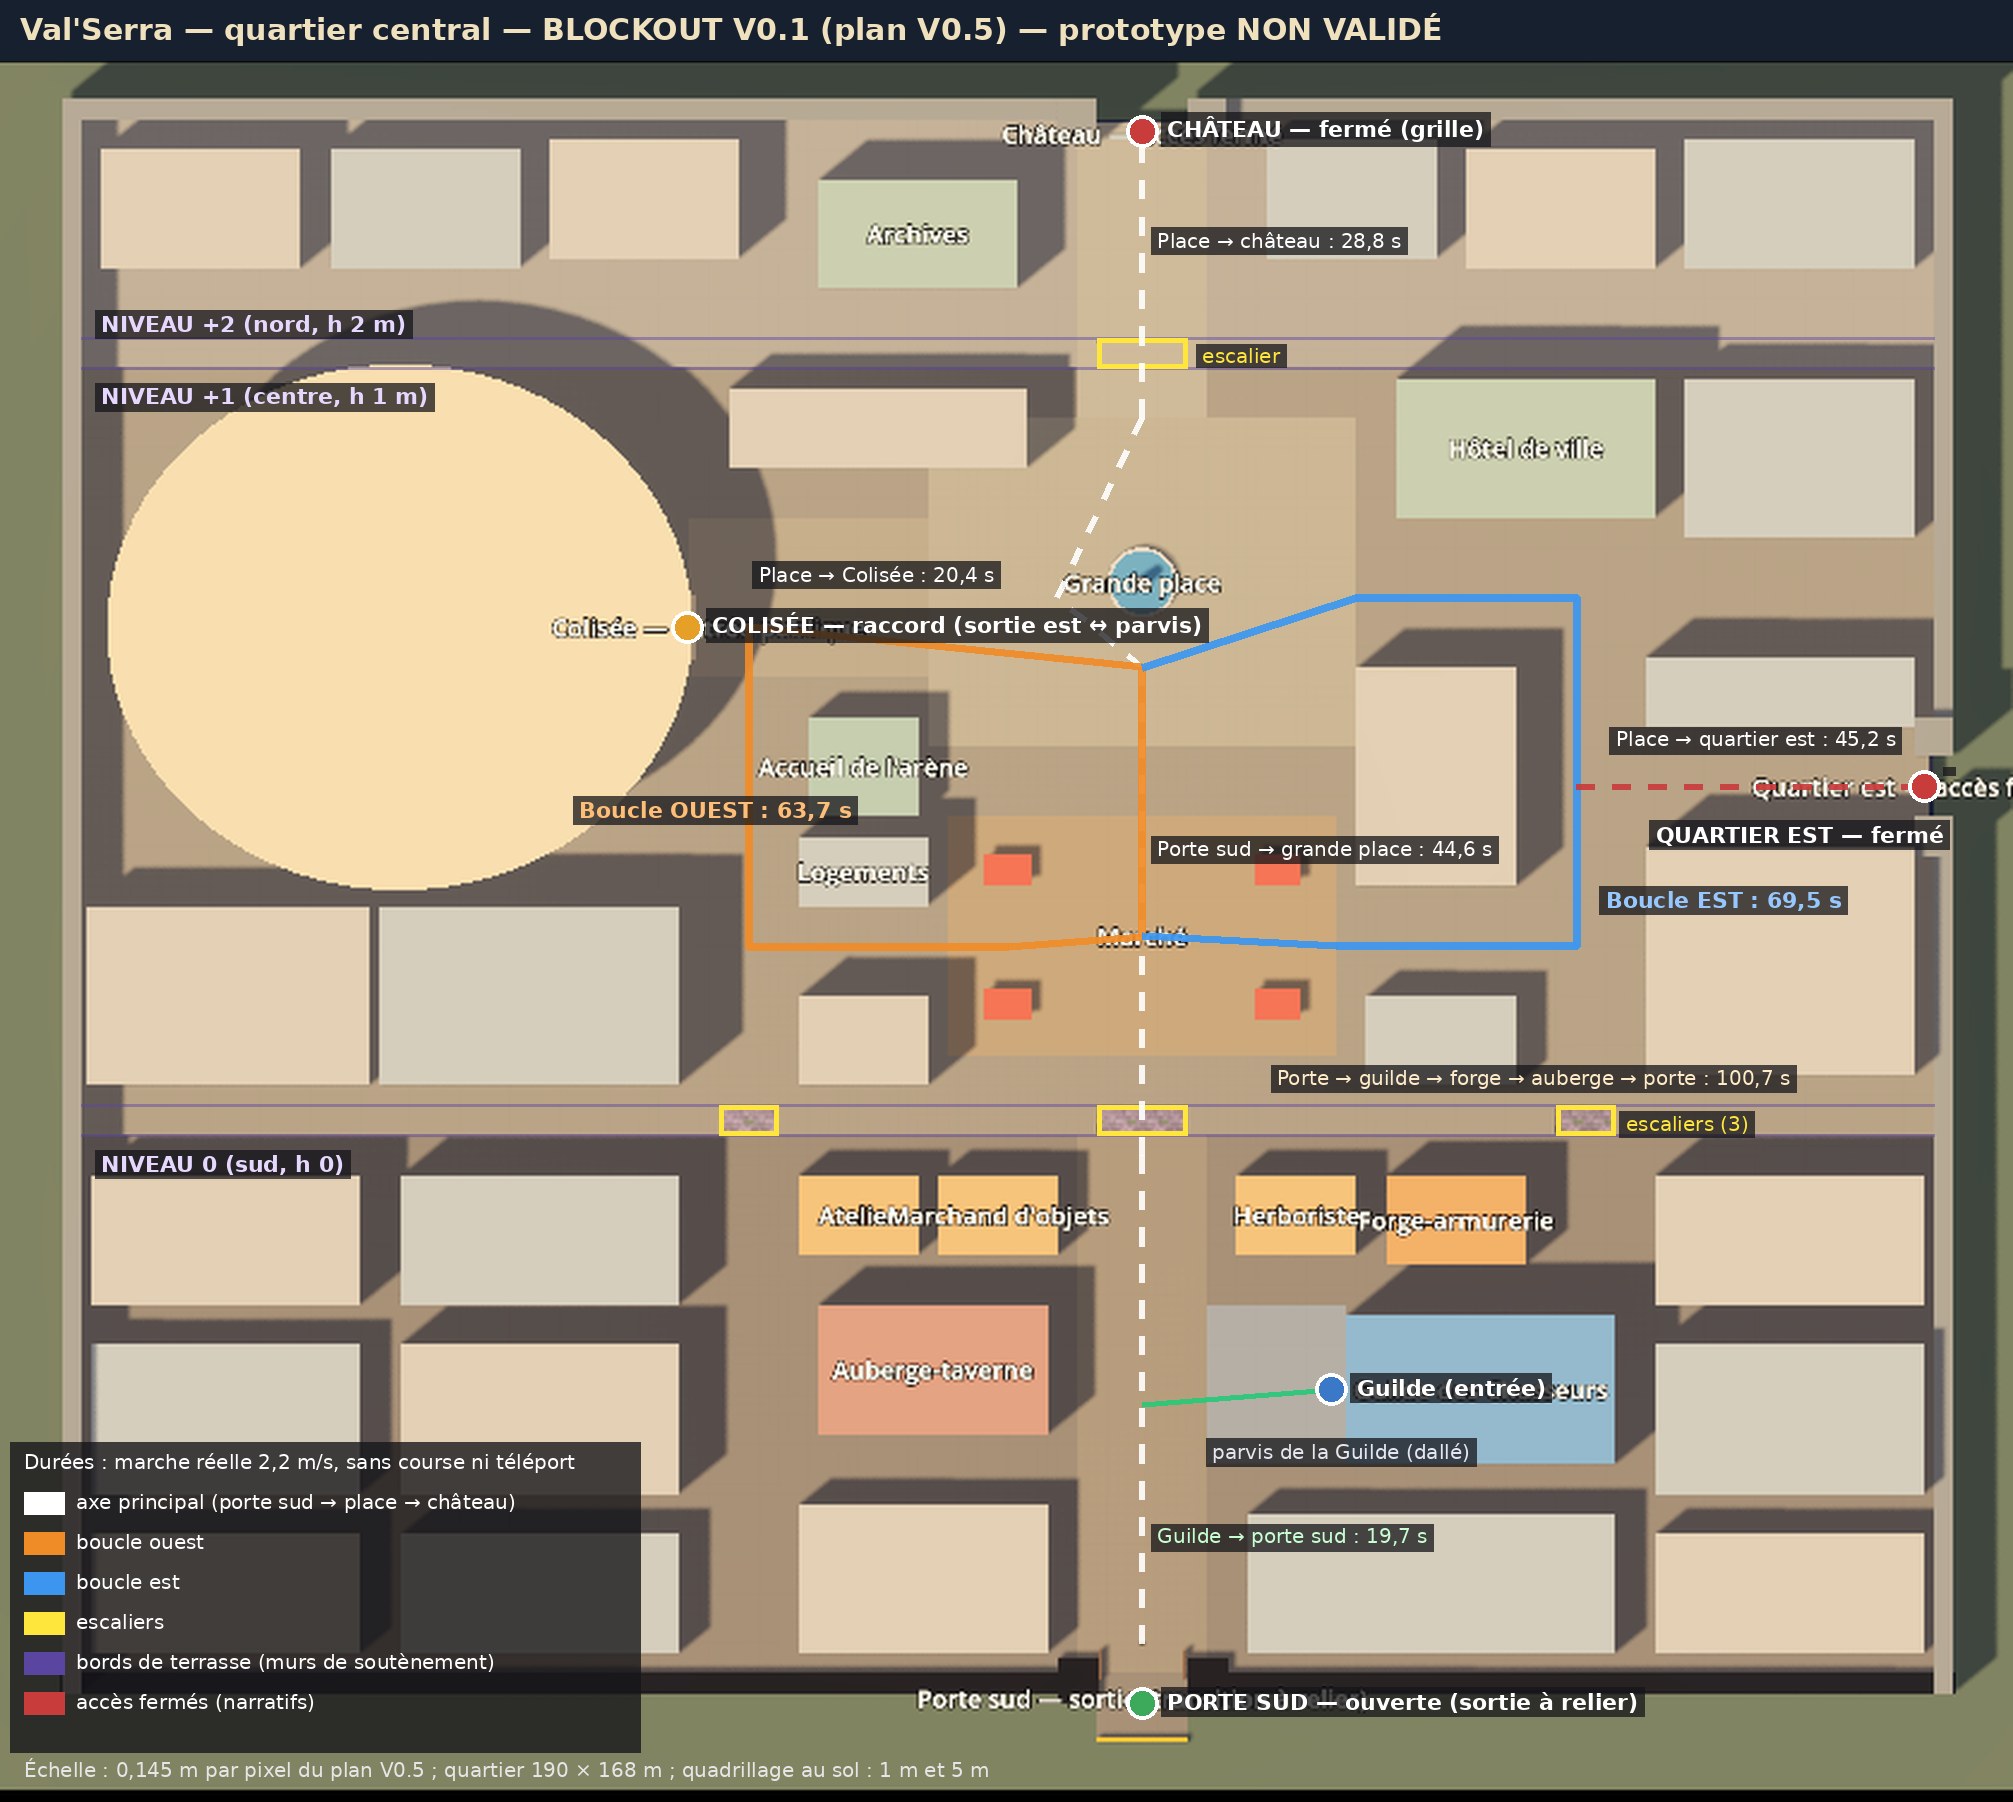 Val'Serra — quartier central — BLOCKOUT V0.1 (plan V0.5) — prototype NON VALIDÉ
Château —
CHÂTEAU — fermé (grille)
Archives
Place → château : 28,8 s
NIVEAU +2 (nord, h 2 m)
escalier
NIVEAU +1 (centre, h 1 m)
Hôtel de ville
Place → Colisée : 20,4 s
Grande place
Colisée —
COLISÉE — raccord (sortie est ↔ parvis)
Place → quartier est : 45,2 s
Accueil de l'arène
Quartier est
accès f
Boucle OUEST : 63,7 s
QUARTIER EST — fermé
Porte sud → grande place : 44,6 s
Logements
Boucle EST : 69,5 s
Marché
Porte → guilde → forge → auberge → porte : 100,7 s
escaliers (3)
NIVEAU 0 (sud, h 0)
Atelier
Marchand d'objets
Herboriste
Forge-armurerie
Auberge-taverne
Guilde (entrée)
parvis de la Guilde (dallé)
Durées : marche réelle 2,2 m/s, sans course ni téléport
axe principal (porte sud → place → château)
boucle ouest
Guilde → porte sud : 19,7 s
boucle est
escaliers
bords de terrasse (murs de soutènement)
accès fermés (narratifs)
Porte sud —
PORTE SUD — ouverte (sortie à relier)
Échelle : 0,145 m par pixel du plan V0.5 ; quartier 190 × 168 m ; quadrillage au sol : 1 m et 5 m